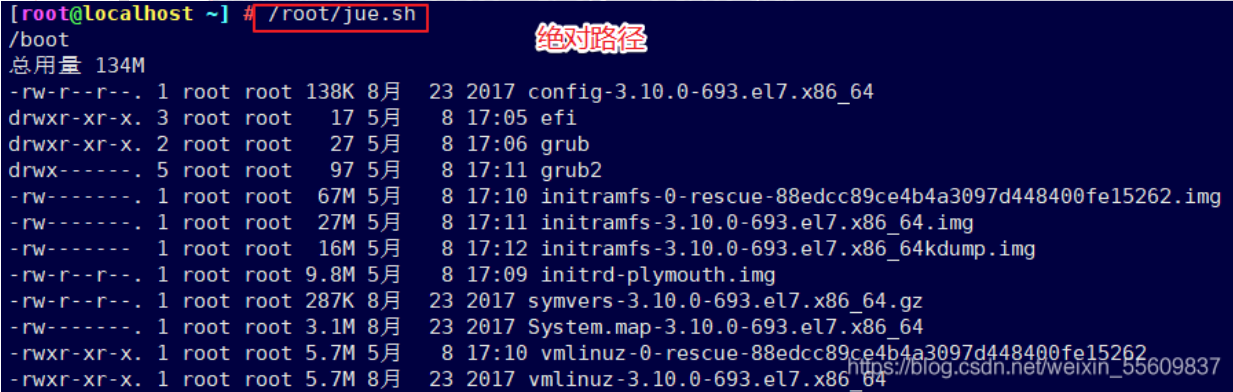 [root@localhost ~] # /root/jue.sh
/boot
绝对路径
总用量 134M
-rw-r--r--. 1 root root 138K 8月  23 2017 config-3.10.0-693.el7.x86_64
drwxr-xr-x. 3 root root   17 5月   8 17:05 efi
drwxr-xr-x. 2 root root   27 5月   8 17:06 grub
drwx------. 5 root root   97 5月   8 17:11 grub2
-rw-------. 1 root root  67M 5月   8 17:10 initramfs-0-rescue-88edcc89ce4b4a3097d448400fe15262.img
-rw-------. 1 root root  27M 5月   8 17:11 initramfs-3.10.0-693.el7.x86_64.img
-rw-------  1 root root  16M 5月   8 17:12 initramfs-3.10.0-693.el7.x86_64kdump.img
-rw-r--r--. 1 root root 9.8M 5月   8 17:09 initrd-plymouth.img
-rw-r--r--. 1 root root 287K 8月  23 2017 symvers-3.10.0-693.el7.x86_64.gz
-rw-------. 1 root root 3.1M 8月  23 2017 System.map-3.10.0-693.el7.x86_64
-rwxr-xr-x. 1 root root 5.7M 5月   8 17:10 vmlinuz-0-rescue-88edcc89ce4b4a3097d448400fe15262
-rwxr-xr-x. 1 root root 5.7M 8月  23 2017 vmlinuz-3.10.0-693.el7.x86_64
https://blog.csdn.net/weixin_55609837